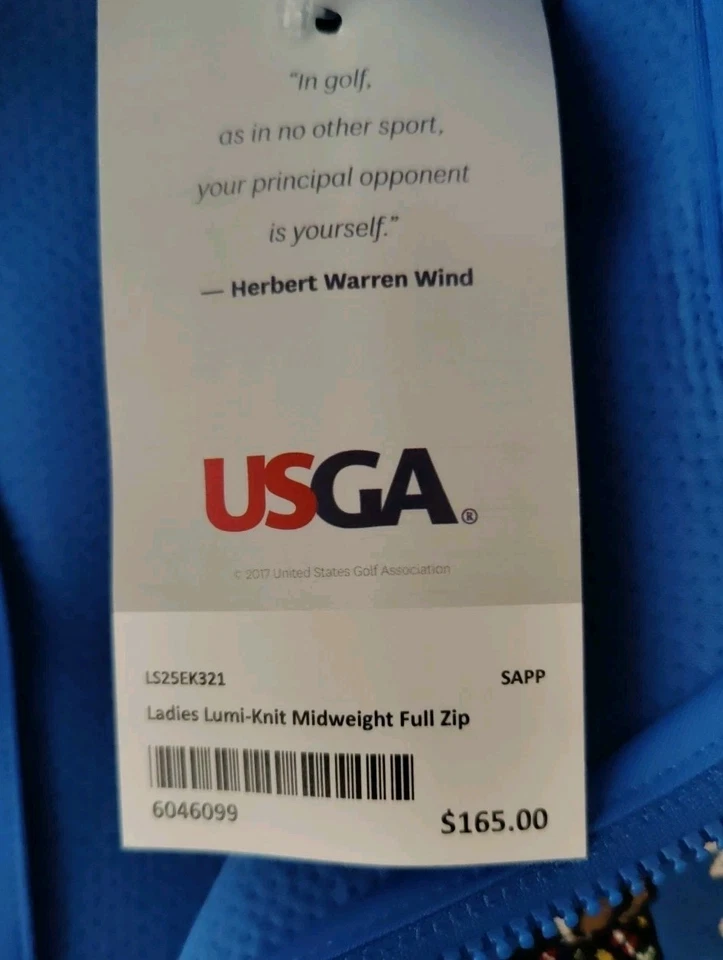 “In golf,
as in no other sport,
your principal opponent
is yourself.”
— Herbert Warren Wind
USGA®
© 2017 United States Golf Association
LS25EK321 SAPP
Ladies Lumi-Knit Midweight Full Zip
6046099
$165.00